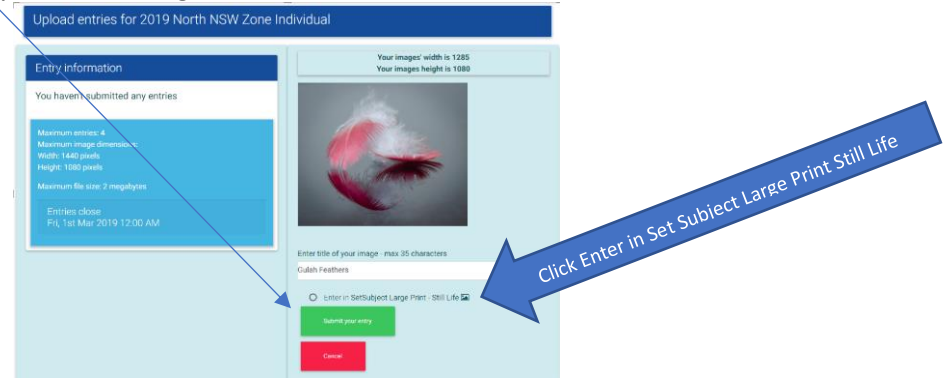 Upload entries for 2019 North NSW Zone Individual
Entry information
You haven't submitted any entries
Maximum entries: 4
Maximum image dimensions:
Width: 1440 pixels
Height: 1080 pixels
Maximum file size: 2 megabytes
Entries close
Fri, 1st Mar 2019 12:00 AM
Your images' width is 1285
Your images height is 1080
Enter title of your image - max 35 characters
Gulah Feathers
Enter in SetSubject Large Print - Still Life
Submit your entry
Cancel
Click Enter in Set Subject Large Print Still Life